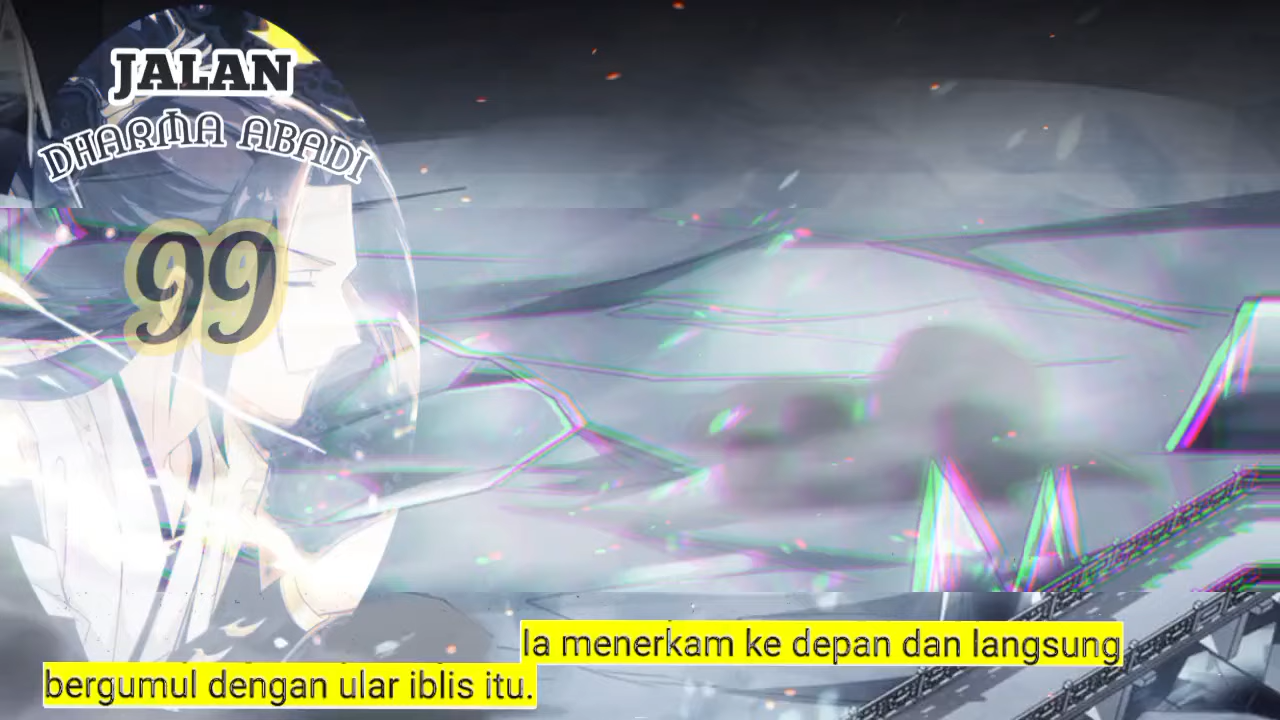 JALAN
DHARMA ABADI
99
Ia menerkam ke depan dan langsung
bergumul dengan ular iblis itu.